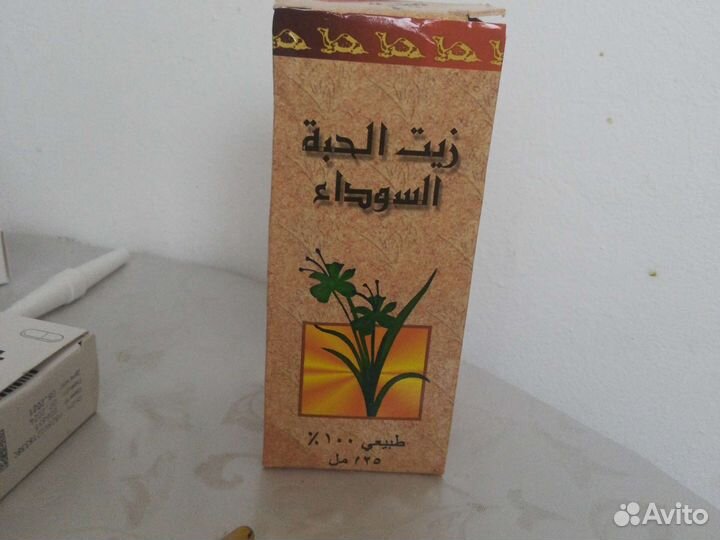 زيت الحبة
السوداء
طبيعي ١٠٠٪
١٢٥ مل
Avito